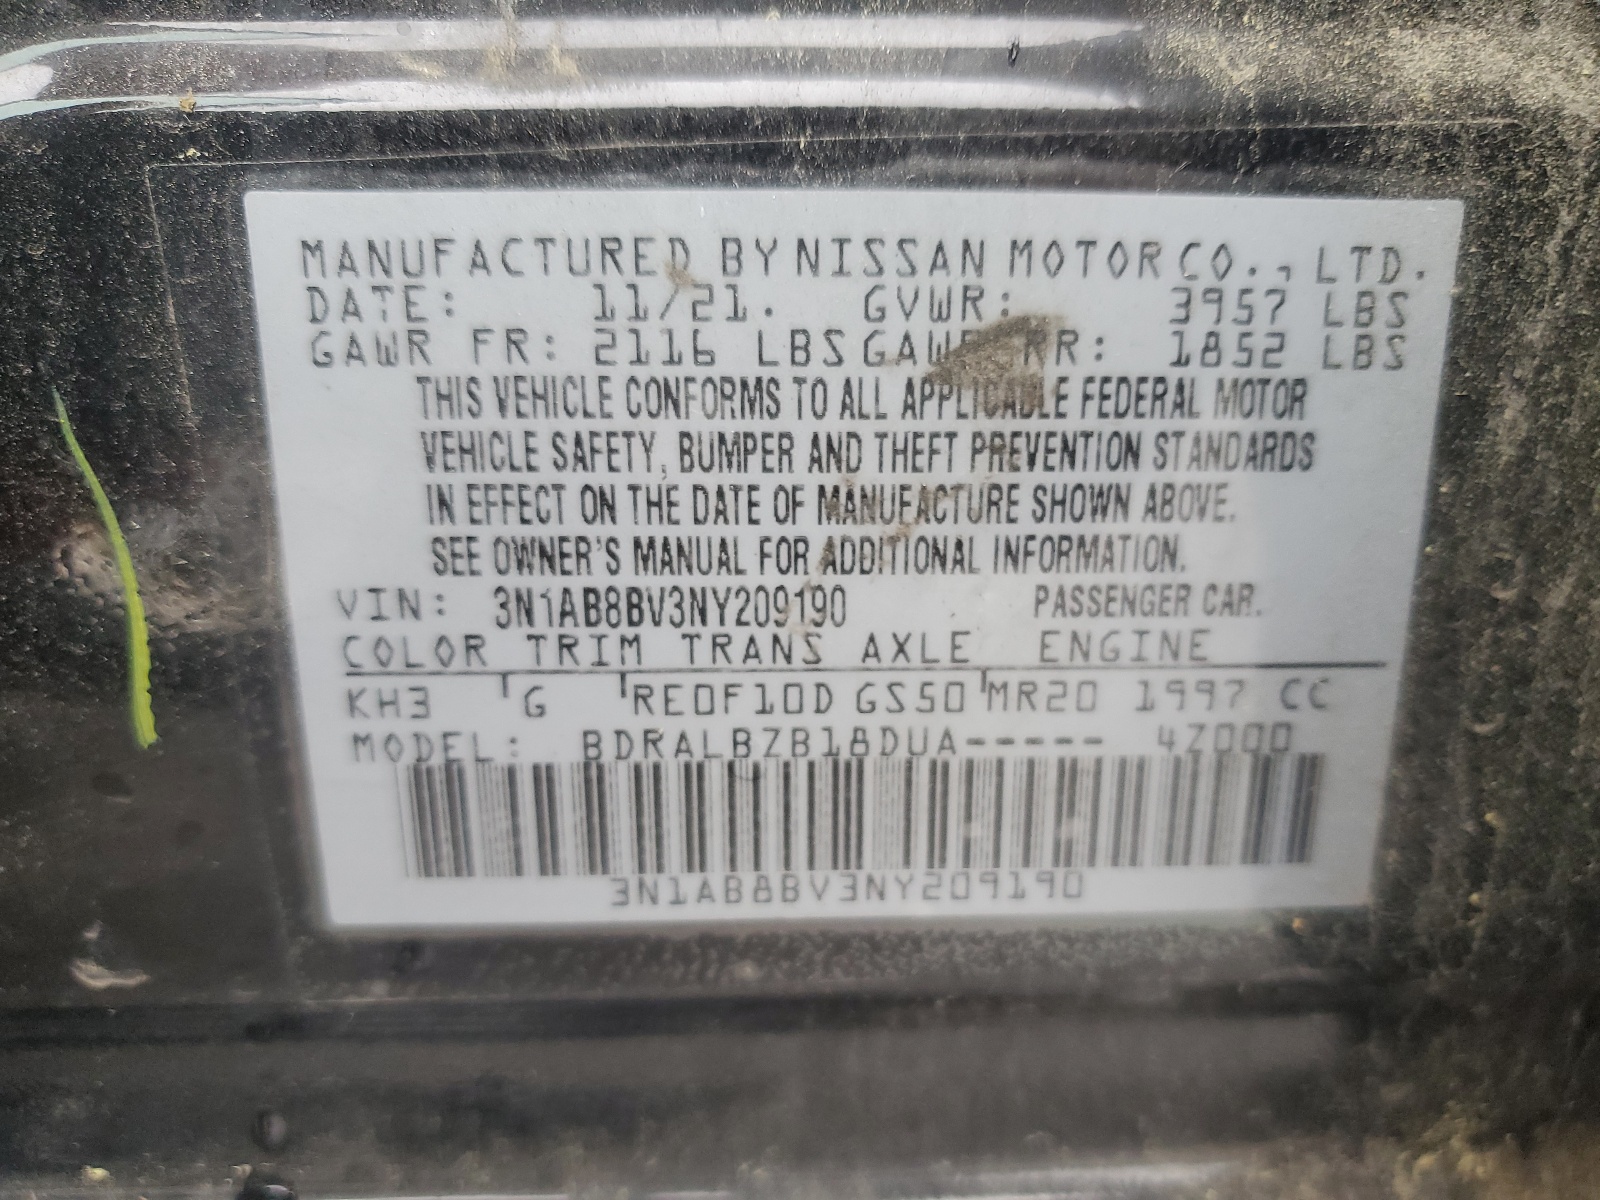 MANUFACTURED BY NISSAN MOTOR CO., LTD.
DATE: 11/21. GVWR: 3957 LBS
GAWR FR: 2116 LBS GAWR RR: 1852 LBS
THIS VEHICLE CONFORMS TO ALL APPLICABLE FEDERAL MOTOR
VEHICLE SAFETY, BUMPER AND THEFT PREVENTION STANDARDS
IN EFFECT ON THE DATE OF MANUFACTURE SHOWN ABOVE.
SEE OWNER'S MANUAL FOR ADDITIONAL INFORMATION.
VIN: 3N1AB8BV3NY209190 PASSENGER CAR.
COLOR TRIM TRANS AXLE ENGINE
KH3 G RE0F10D GS50 MR20 1997 CC
MODEL: BDRALBZB18DUA----- 4Z000
3N1AB8BV3NY209190